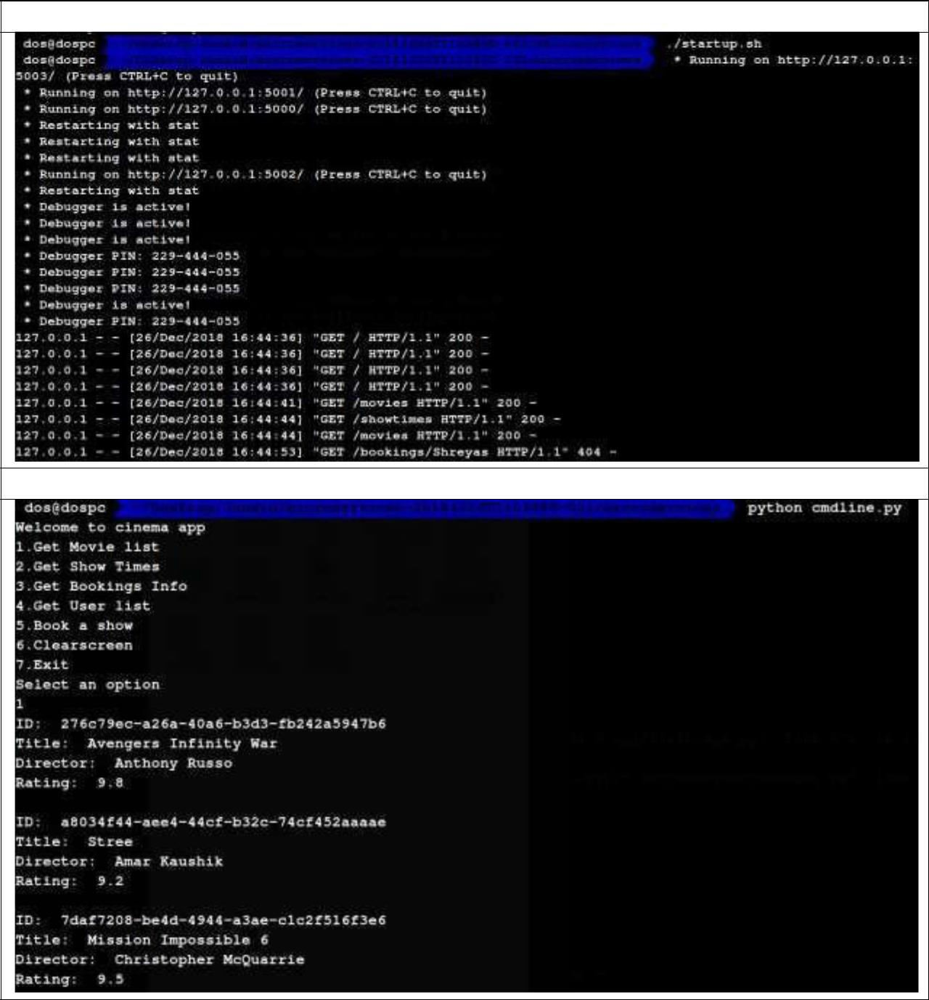 dos@dospc ./startup.sh
dos@dospc * Running on http://127.0.0.1:
5003/ (Press CTRL+C to quit)
* Running on http://127.0.0.1:5001/ (Press CTRL+C to quit)
* Running on http://127.0.0.1:5000/ (Press CTRL+C to quit)
* Restarting with stat
* Restarting with stat
* Restarting with stat
* Running on http://127.0.0.1:5002/ (Press CTRL+C to quit)
* Restarting with stat
* Debugger is active!
* Debugger is active!
* Debugger is active!
* Debugger PIN: 229-444-055
* Debugger PIN: 229-444-055
* Debugger PIN: 229-444-055
* Debugger is active!
* Debugger PIN: 229-444-055
127.0.0.1 - - [26/Dec/2018 16:44:36] "GET / HTTP/1.1" 200 -
127.0.0.1 - - [26/Dec/2018 16:44:36] "GET / HTTP/1.1" 200 -
127.0.0.1 - - [26/Dec/2018 16:44:36] "GET / HTTP/1.1" 200 -
127.0.0.1 - - [26/Dec/2018 16:44:36] "GET / HTTP/1.1" 200 -
127.0.0.1 - - [26/Dec/2018 16:44:41] "GET /movies HTTP/1.1" 200 -
127.0.0.1 - - [26/Dec/2018 16:44:44] "GET /showtimes HTTP/1.1" 200 -
127.0.0.1 - - [26/Dec/2018 16:44:44] "GET /movies HTTP/1.1" 200 -
127.0.0.1 - - [26/Dec/2018 16:44:53] "GET /bookings/Shreyas HTTP/1.1" 404 -
dos@dospc python cmdline.py
Welcome to cinema app
1.Get Movie list
2.Get Show Times
3.Get Bookings Info
4.Get User list
5.Book a show
6.Clearscreen
7.Exit
Select an option
1
ID: 276c79ec-a26a-40a6-b3d3-fb242a5947b6
Title: Avengers Infinity War
Director: Anthony Russo
Rating: 9.8
ID: a8034f44-aee4-44cf-b32c-74cf452aaaae
Title: Stree
Director: Amar Kaushik
Rating: 9.2
ID: 7daf7208-be4d-4944-a3ae-c1c2f516f3e6
Title: Mission Impossible 6
Director: Christopher McQuarrie
Rating: 9.5